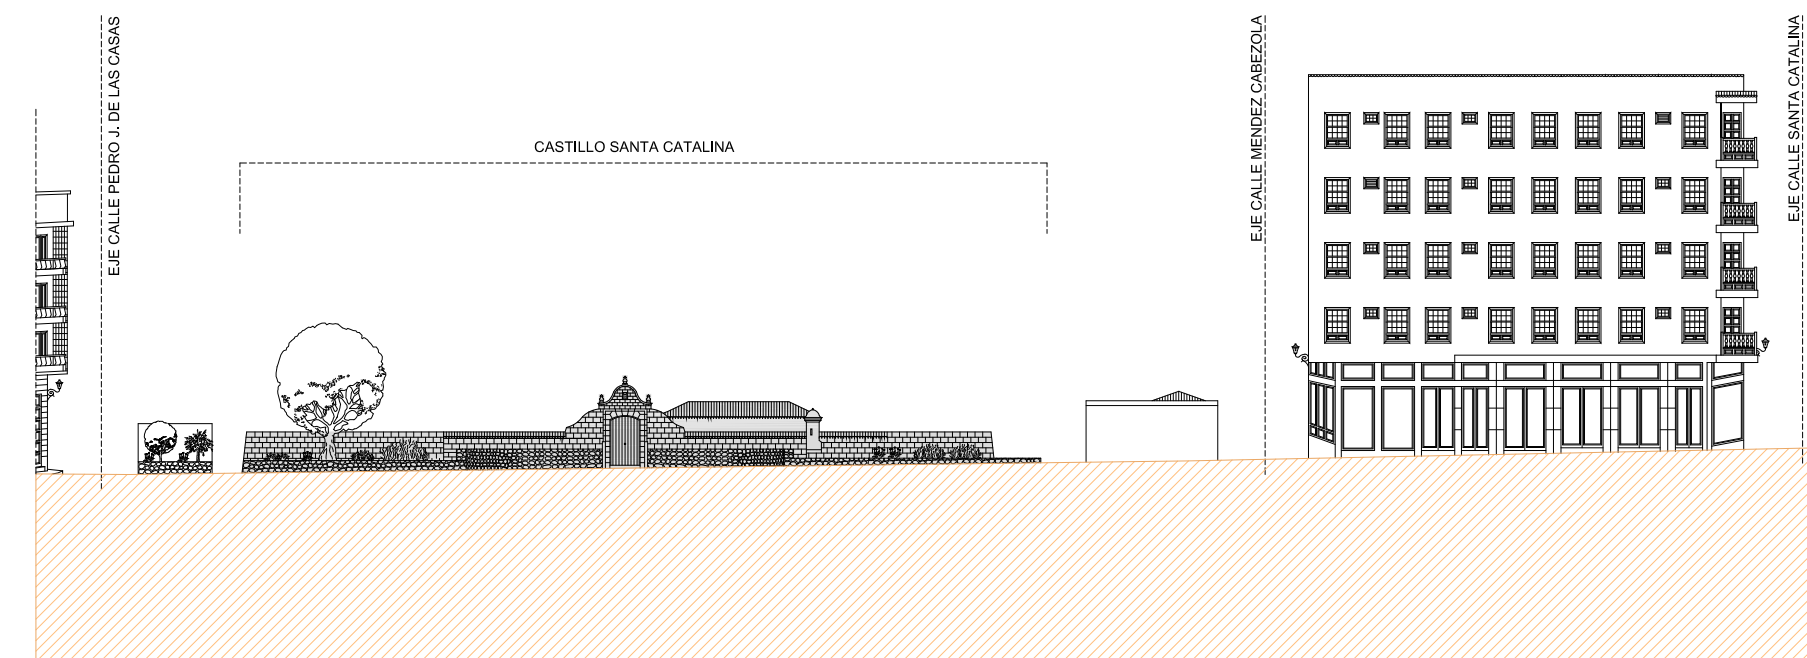 EJE CALLE PEDRO J. DE LAS CASAS
CASTILLO SANTA CATALINA
EJE CALLE MENDEZ CABEZOLA
EJE CALLE SANTA CATALINA